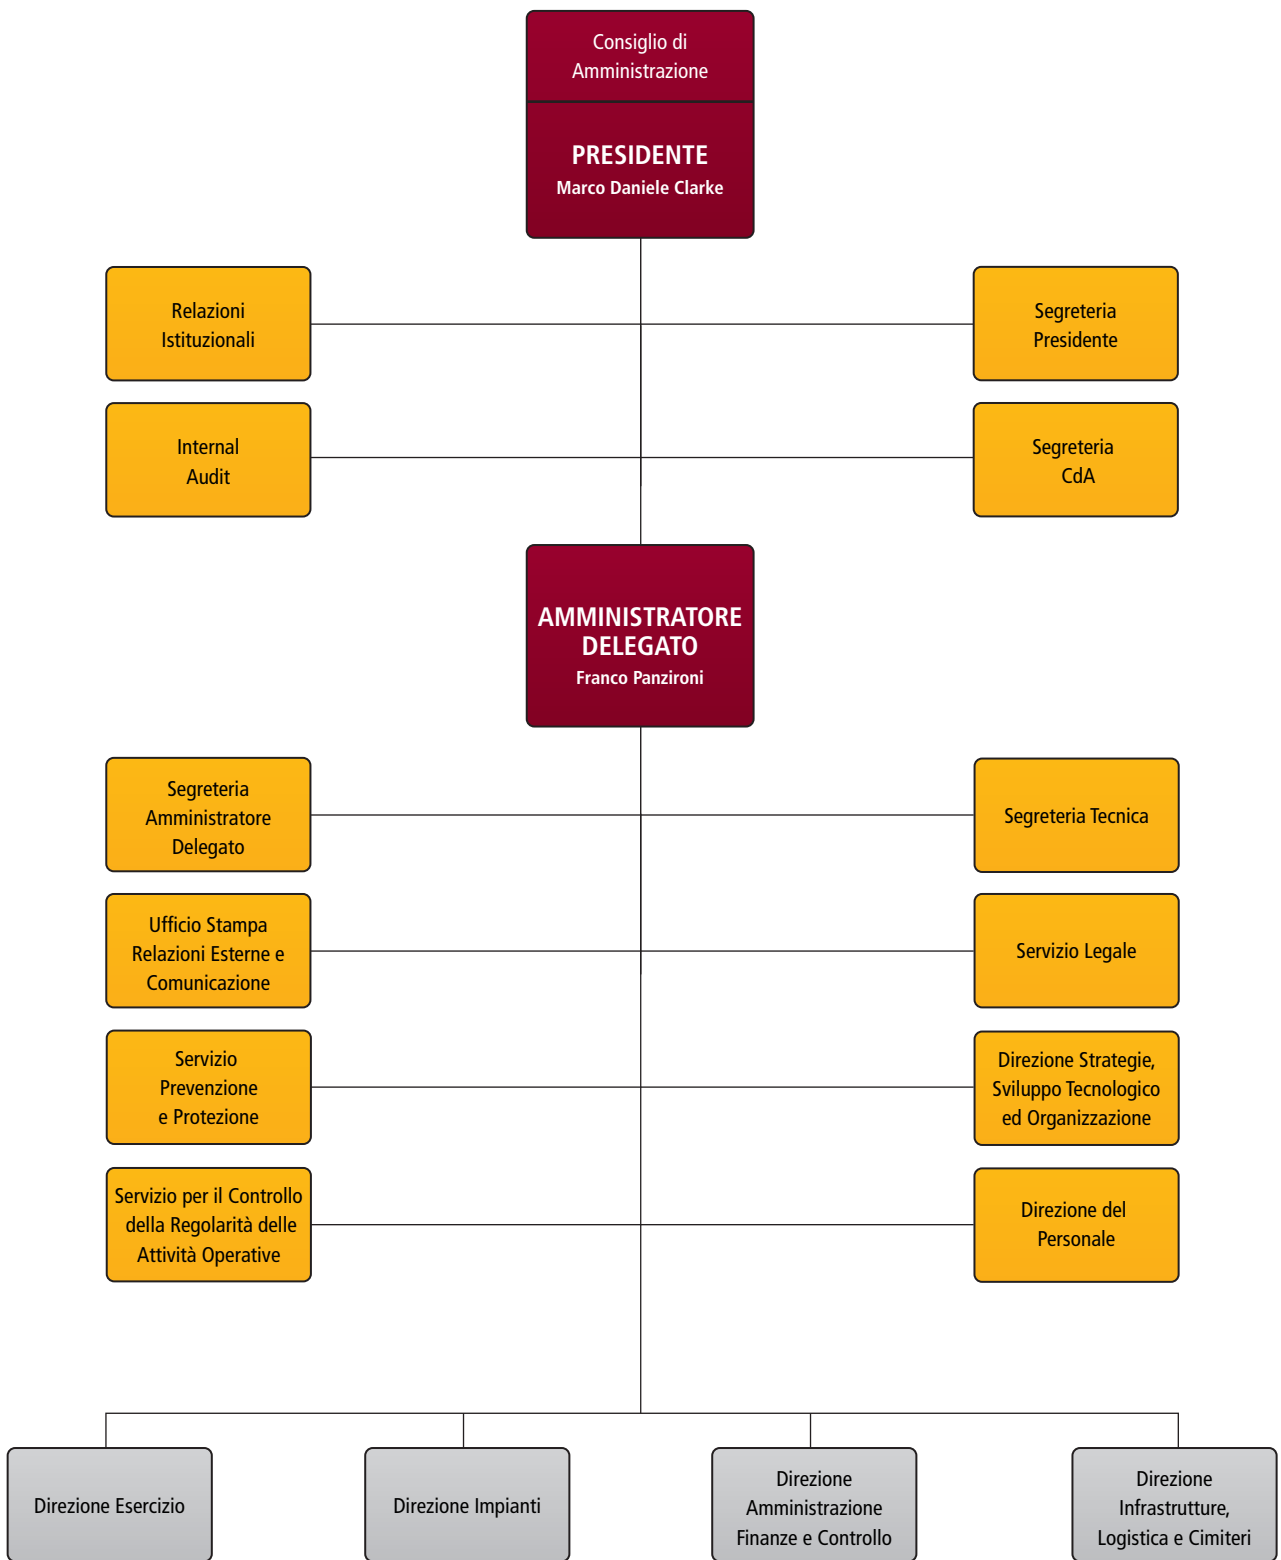 Consiglio di
Amministrazione
PRESIDENTE
Marco Daniele Clarke
Relazioni
Istituzionali
Segreteria
Presidente
Internal
Audit
Segreteria
CdA
AMMINISTRATORE
DELEGATO
Franco Panzironi
Segreteria
Amministratore
Delegato
Segreteria Tecnica
Ufficio Stampa
Relazioni Esterne e
Comunicazione
Servizio Legale
Servizio
Prevenzione
e Protezione
Direzione Strategie,
Sviluppo Tecnologico
ed Organizzazione
Servizio per il Controllo
della Regolarità delle
Attività Operative
Direzione del
Personale
Direzione Esercizio
Direzione Impianti
Direzione
Amministrazione
Finanze e Controllo
Direzione
Infrastrutture,
Logistica e Cimiteri